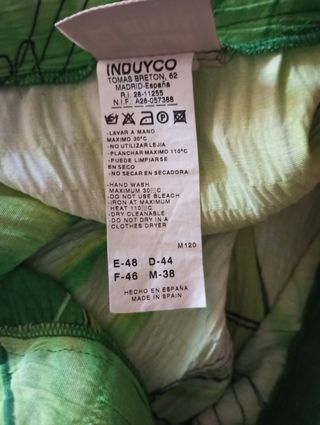 INDUYCO
TOMAS BRETON, 62
MADRID-España
R.I. 28-11255
N.I.F. A28-057388
-LAVAR A MANO
MAXIMO 30°C
-NO UTILIZAR LEJIA
-PLANCHAR MAXIMO 110°C
-PUEDE LIMPIARSE
EN SECO
-NO SECAR EN SECADORA
-HAND WASH
MAXIMUM 30°C
-DO NOT USE BLEACH
-IRON AT MAXIMUM
HEAT 110°C
-DRY CLEANABLE
-DO NOT DRY IN A
CLOTHES DRYER
M120
E-48 D-44
F-46 M-38
HECHO EN ESPAÑA
MADE IN SPAIN